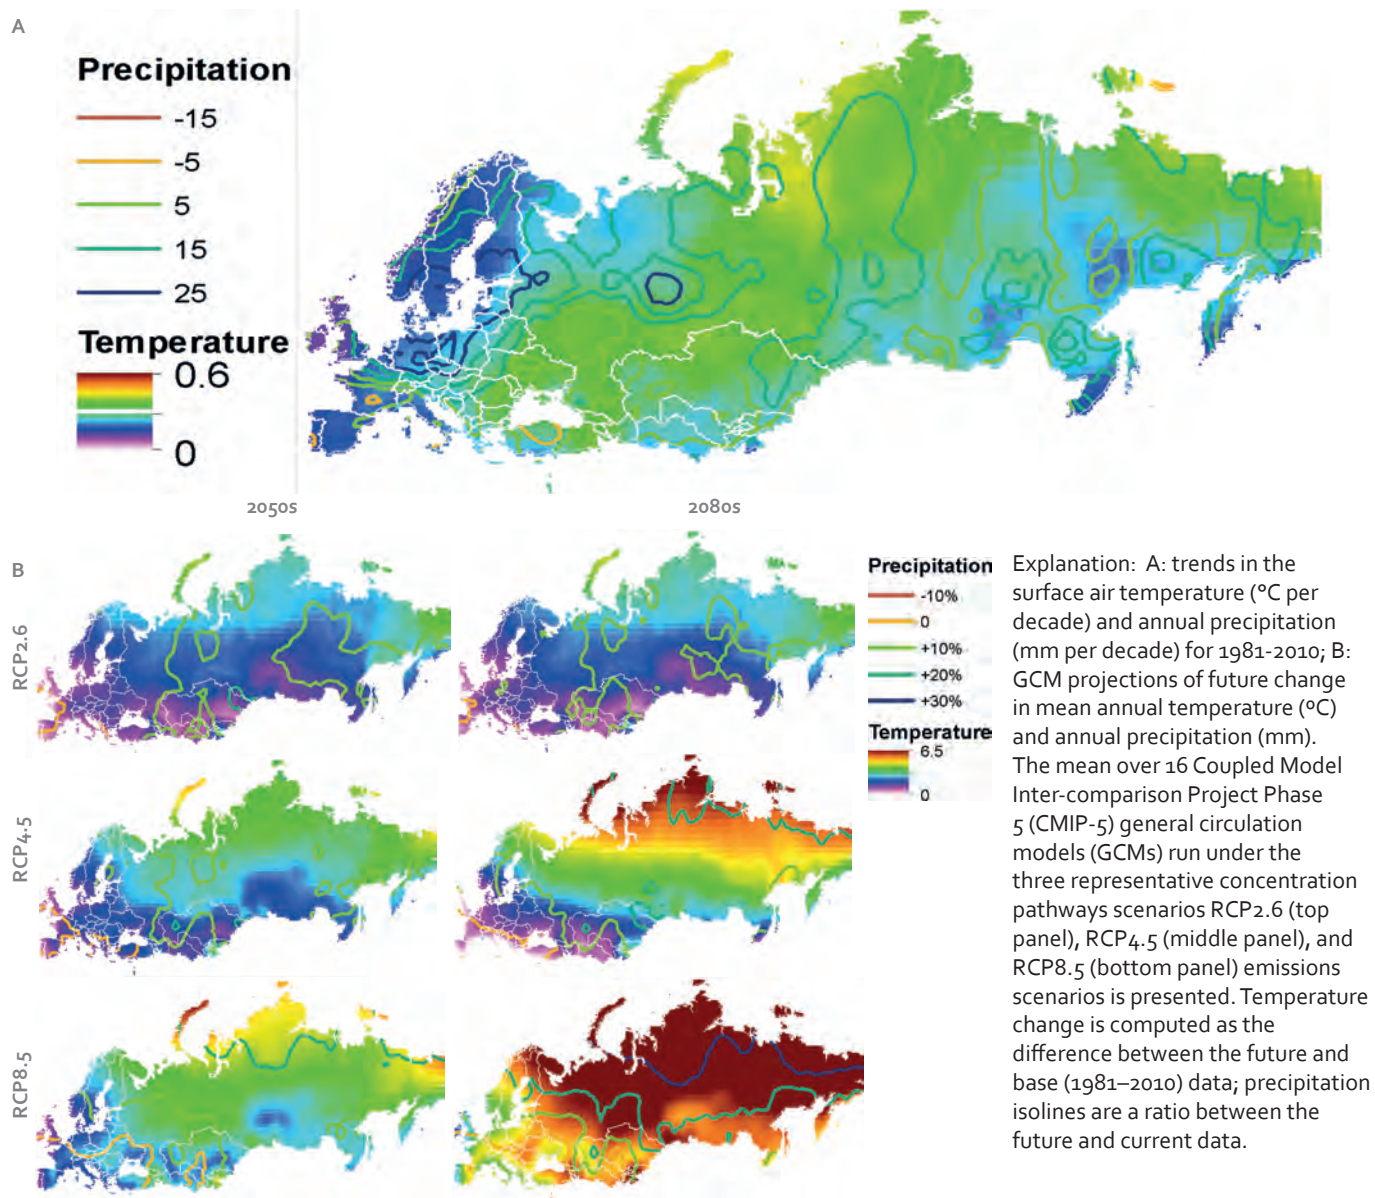 A
Precipitation
-15
-5
5
15
25
Temperature
0.6
0
2050s
2080s
B
RCP2.6
RCP4.5
RCP8.5
Precipitation
-10%
0
+10%
+20%
+30%
Temperature
6.5
0
Explanation: A: trends in the
surface air temperature (°C per
decade) and annual precipitation
(mm per decade) for 1981-2010; B:
GCM projections of future change
in mean annual temperature (ºC)
and annual precipitation (mm).
The mean over 16 Coupled Model
Inter-comparison Project Phase
5 (CMIP-5) general circulation
models (GCMs) run under the
three representative concentration
pathways scenarios RCP2.6 (top
panel), RCP4.5 (middle panel), and
RCP8.5 (bottom panel) emissions
scenarios is presented. Temperature
change is computed as the
difference between the future and
base (1981–2010) data; precipitation
isolines are a ratio between the
future and current data.